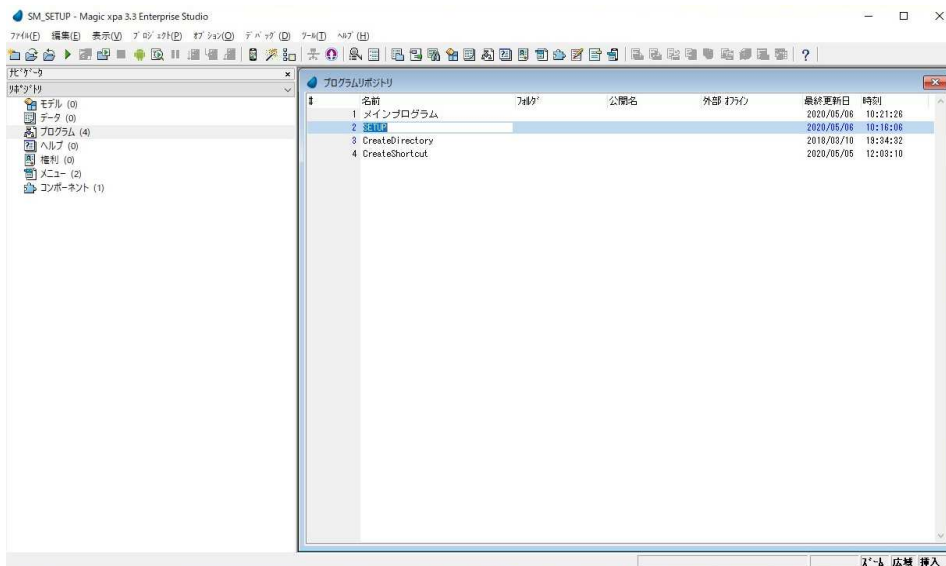 SM_SETUP - Magic xpa 3.3 Enterprise Studio
ファイル(F) 編集(E) 表示(V) プロジェクト(P) オプション(O) デバッグ(D) ツール(T) ヘルプ(H)
ナビゲータ
リポジトリ
モデル (0)
データ (0)
プログラム (4)
ヘルプ (0)
権利 (0)
メニュー (2)
コンポーネント (1)
プログラムリポジトリ
# 名前 フォルダ 公開名 外部 オフライン 最終更新日 時刻
1 メインプログラム 2020/05/06 10:21:26
2 SETUP 2020/05/06 10:16:06
3 CreateDirectory 2018/03/10 19:34:32
4 CreateShortcut 2020/05/05 12:03:10
ズーム 広域 挿入